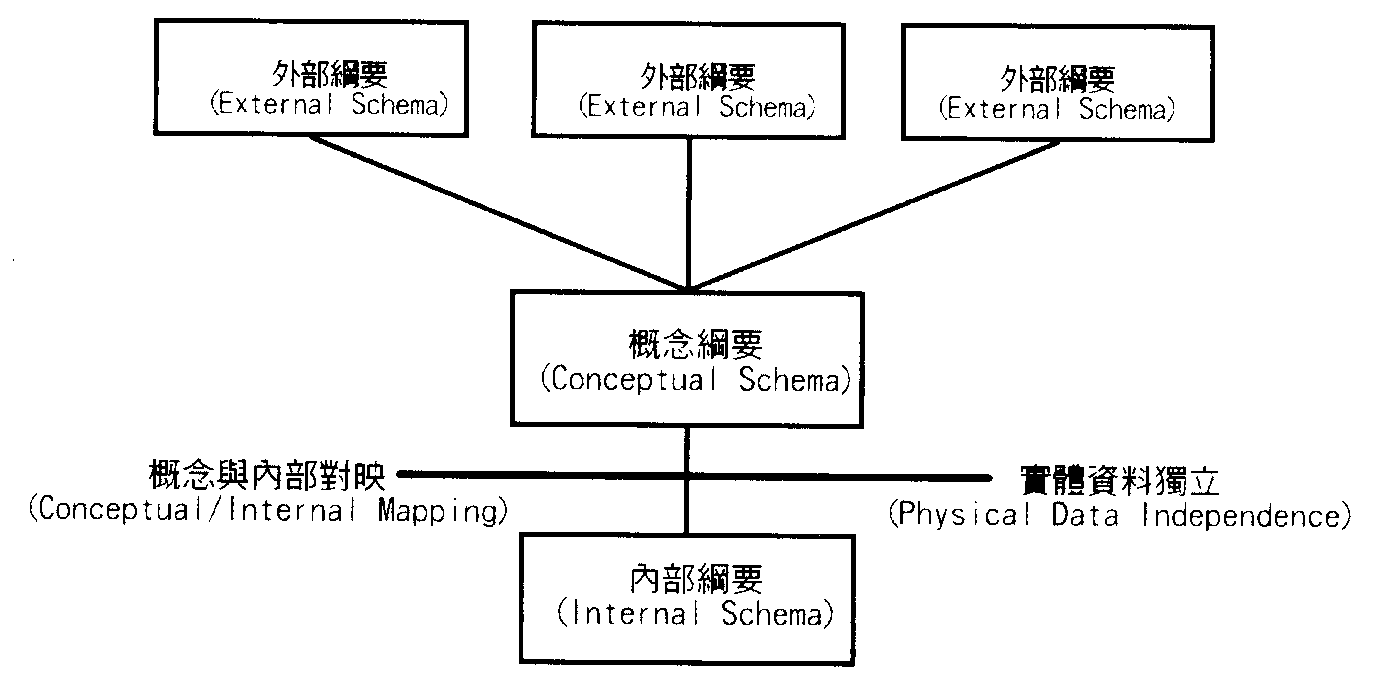 外部綱要
(External Schema)
外部綱要
(External Schema)
外部綱要
(External Schema)
概念綱要
(Conceptual Schema)
概念與內部對映
(Conceptual/Internal Mapping)
實體資料獨立
(Physical Data Independence)
內部綱要
(Internal Schema)